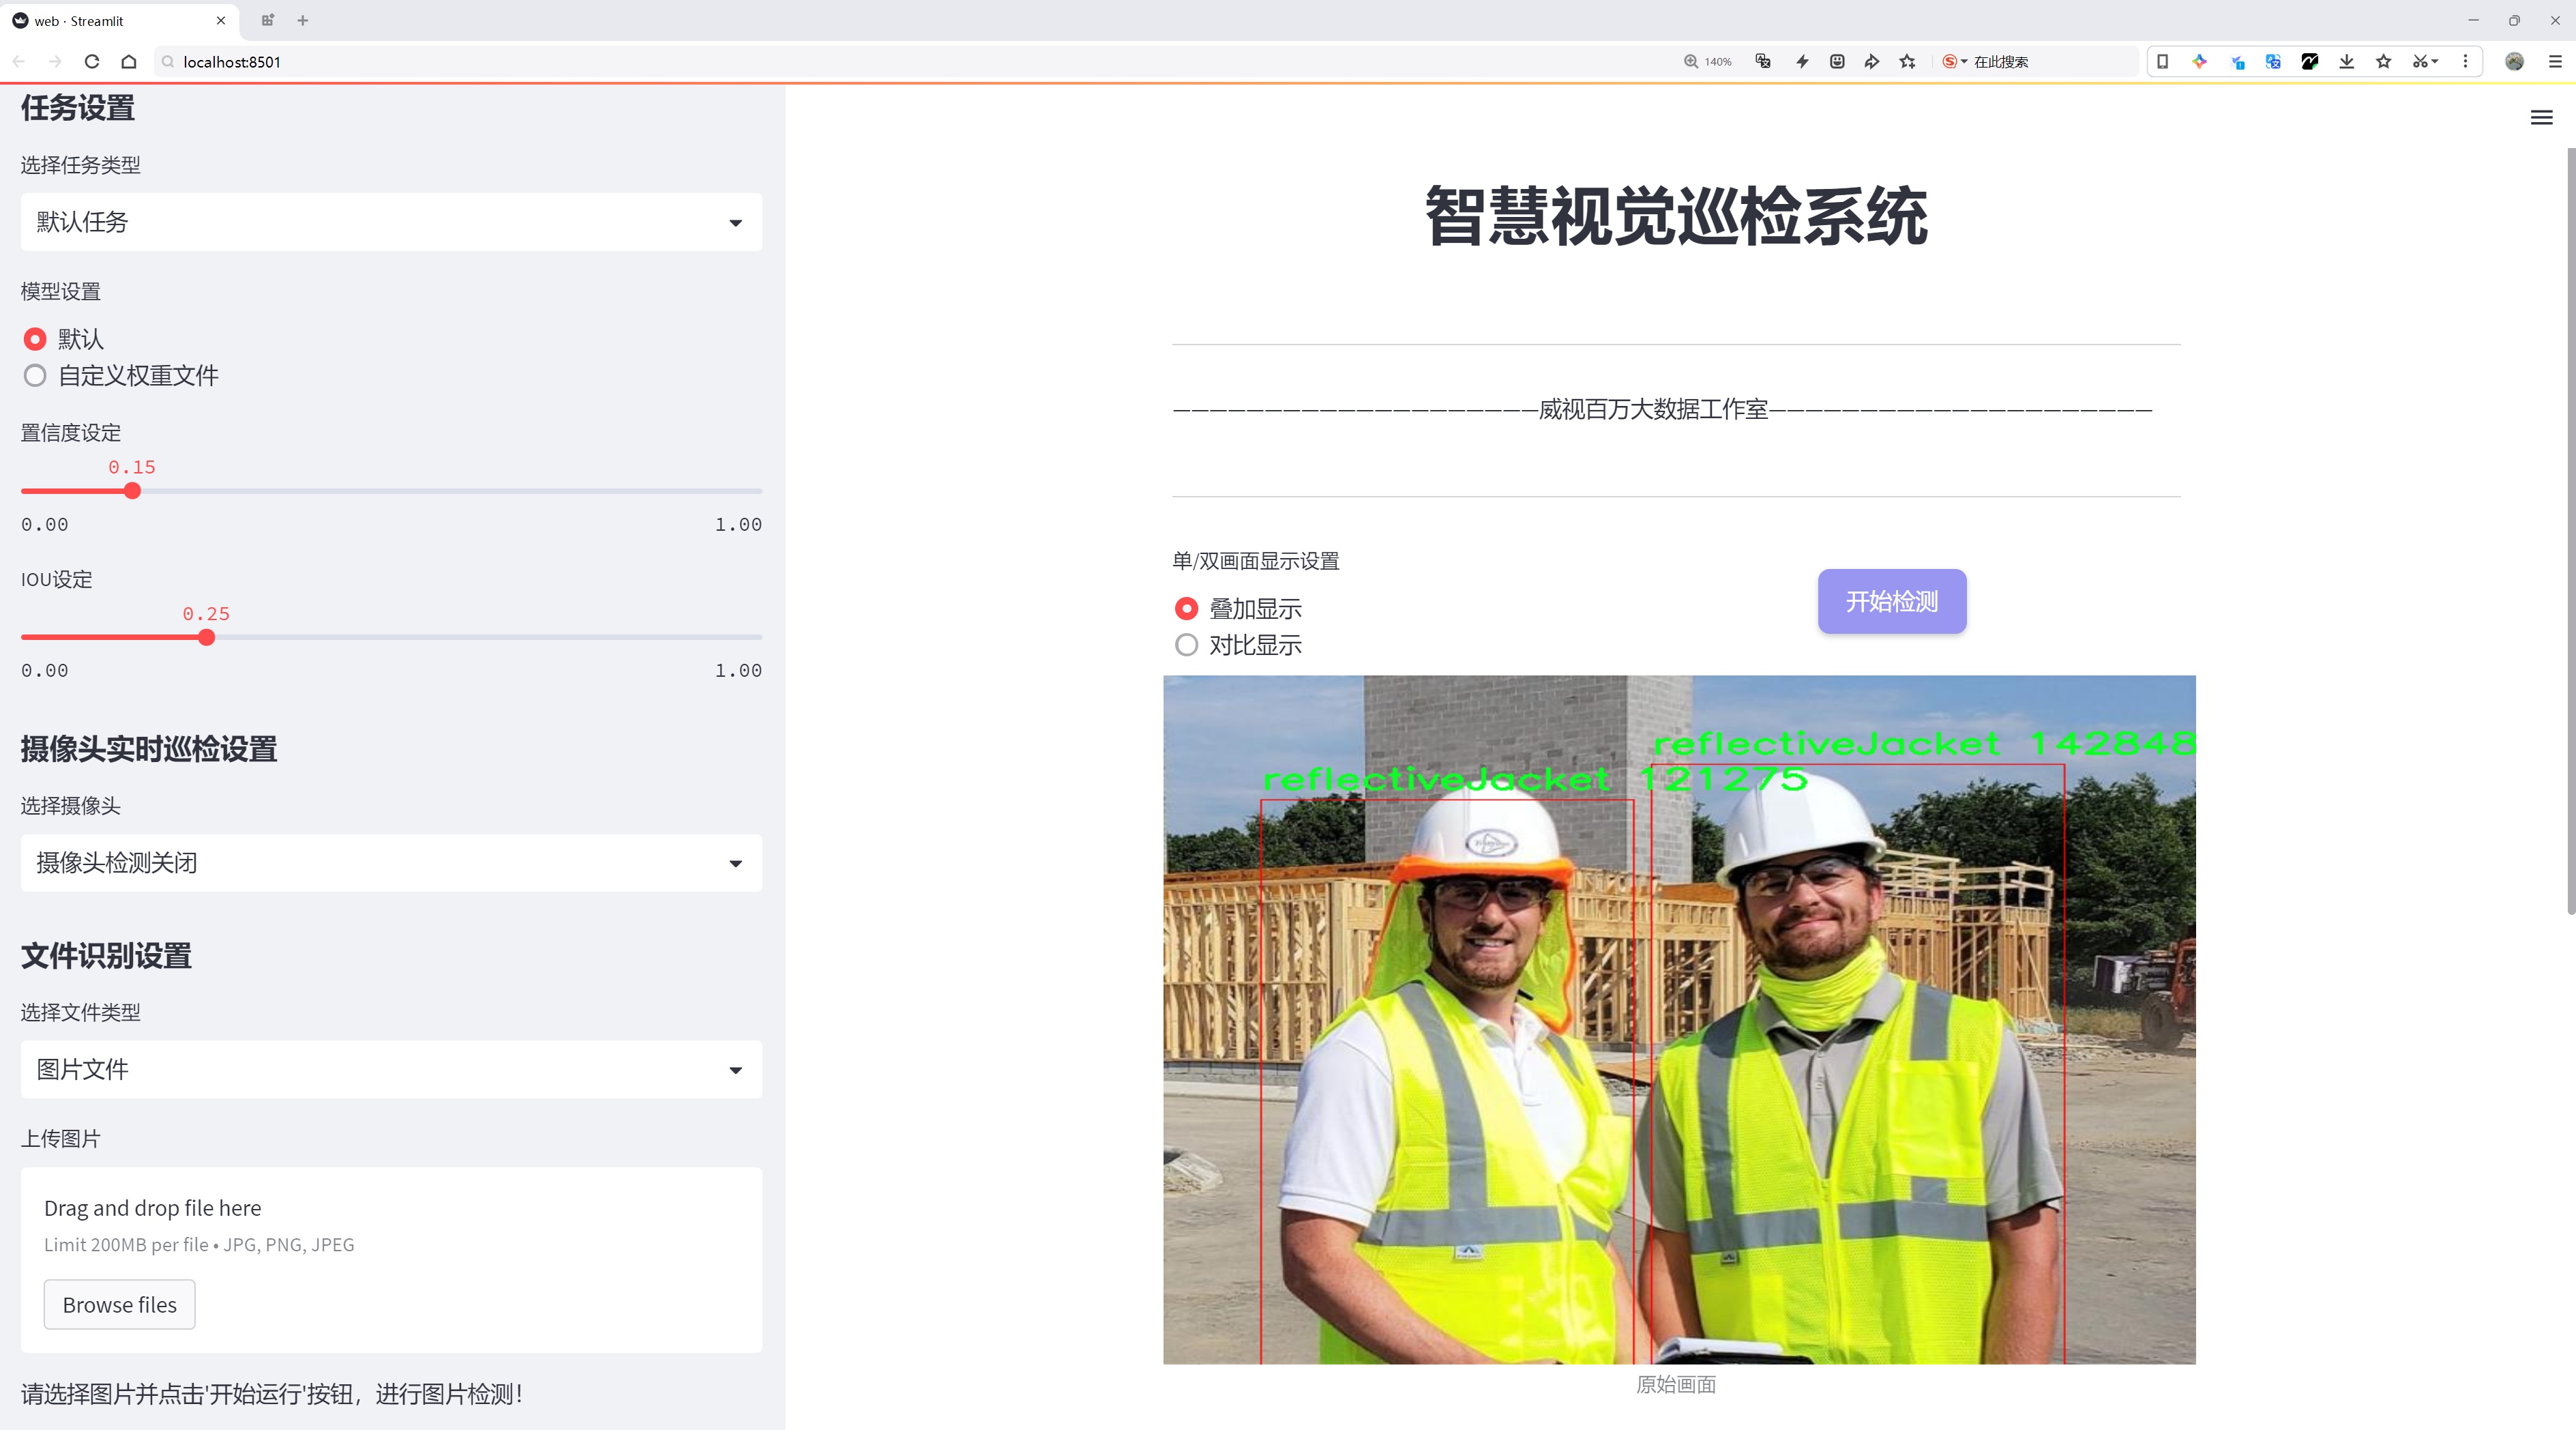 web · Streamlit
localhost:8501
140%
在此搜索
任务设置
选择任务类型
默认任务
模型设置
默认
自定义权重文件
置信度设定
0.15
0.00 1.00
IOU设定
0.25
0.00 1.00
摄像头实时巡检设置
选择摄像头
摄像头检测关闭
文件识别设置
选择文件类型
图片文件
上传图片
Drag and drop file here
Limit 200MB per file • JPG, PNG, JPEG
Browse files
请选择图片并点击'开始运行'按钮，进行图片检测！
智慧视觉巡检系统
—————————————————————威视百万大数据工作室—————————————————————
单/双画面显示设置
叠加显示
对比显示
开始检测
reflectiveJacket 142848
reflectiveJacket 121275
原始画面